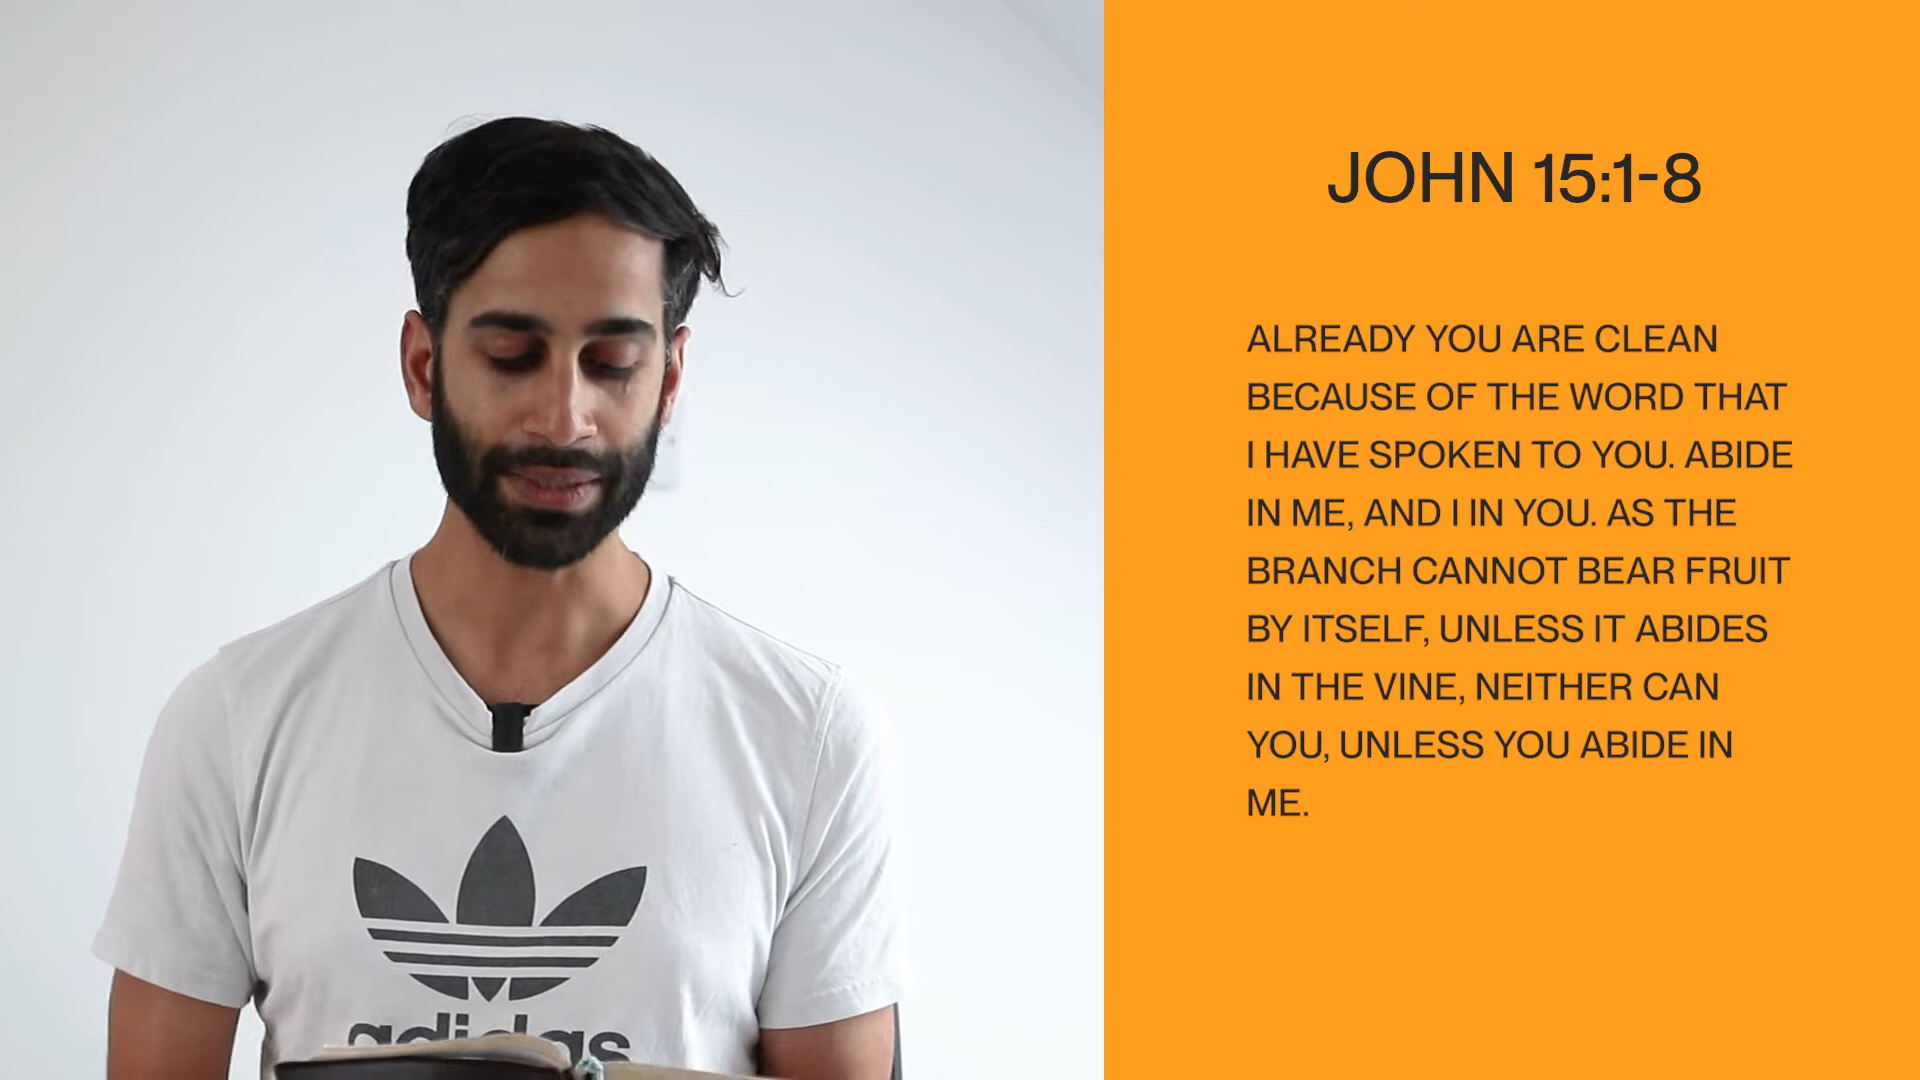 JOHN 15:1-8
ALREADY YOU ARE CLEAN
BECAUSE OF THE WORD THAT
I HAVE SPOKEN TO YOU. ABIDE
IN ME, AND I IN YOU. AS THE
BRANCH CANNOT BEAR FRUIT
BY ITSELF, UNLESS IT ABIDES
IN THE VINE, NEITHER CAN
YOU, UNLESS YOU ABIDE IN
ME.
adidas